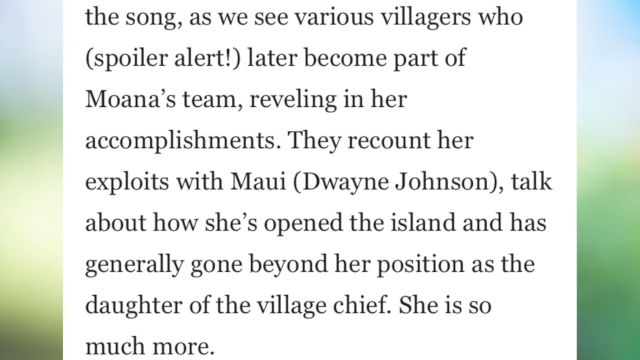 the song, as we see various villagers who
(spoiler alert!) later become part of
Moana’s team, reveling in her
accomplishments. They recount her
exploits with Maui (Dwayne Johnson), talk
about how she’s opened the island and has
generally gone beyond her position as the
daughter of the village chief. She is so
much more.